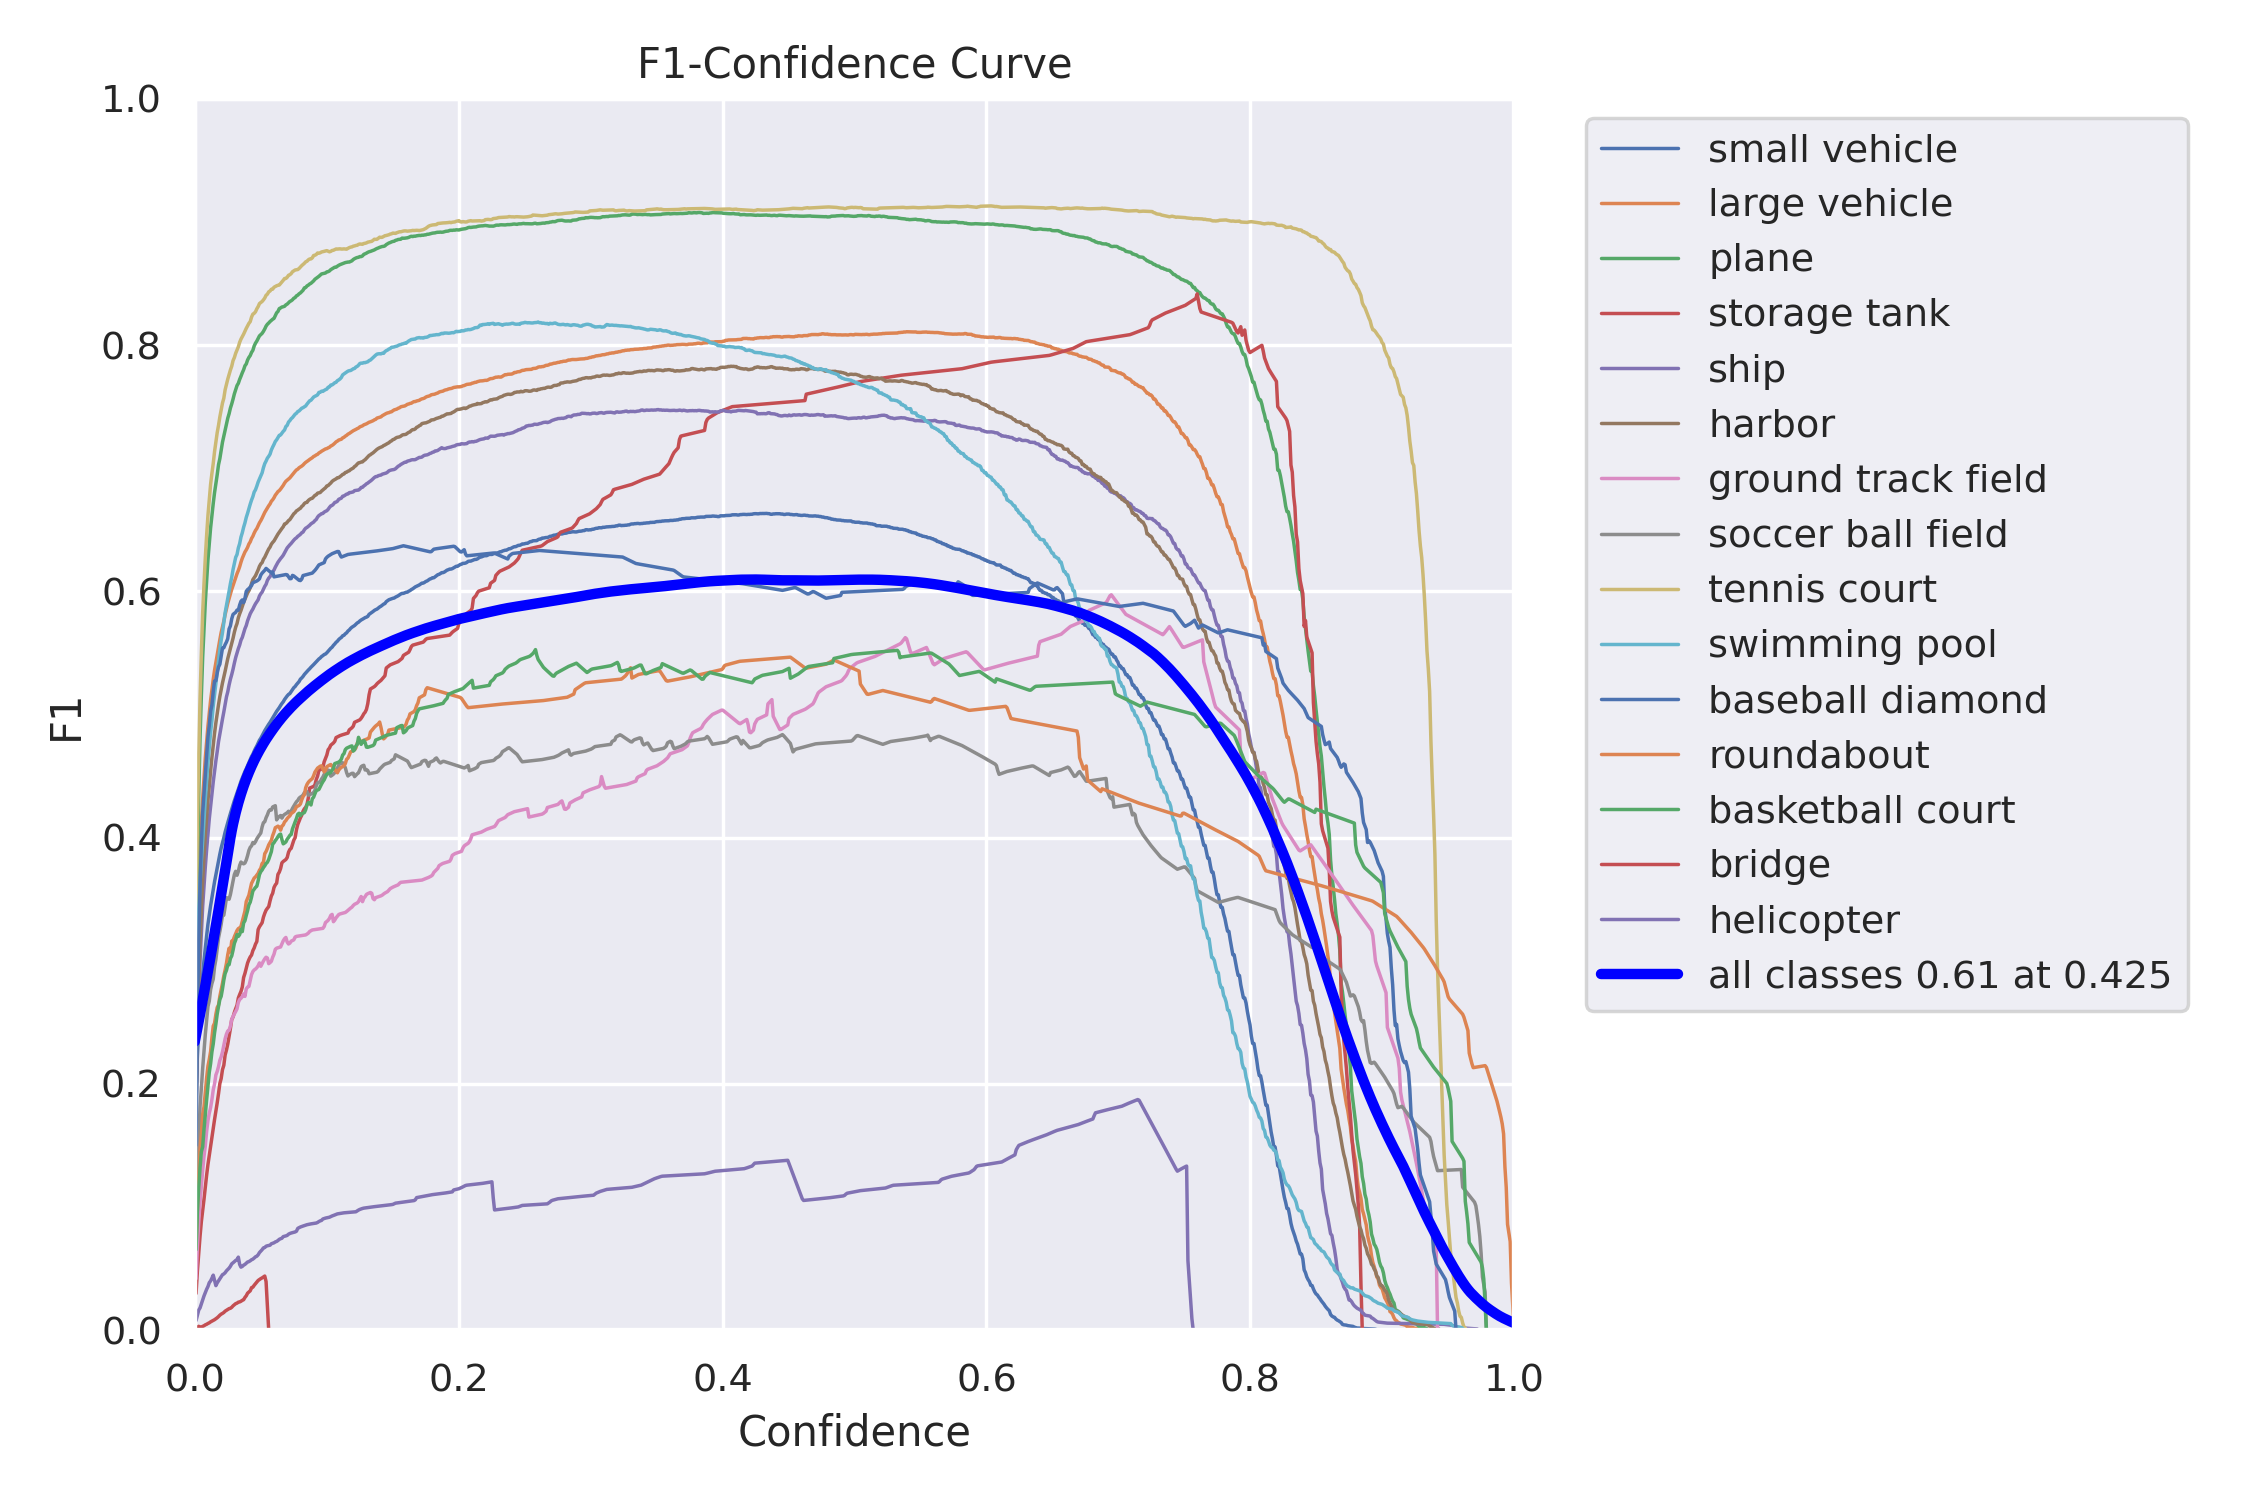 F1-Confidence Curve
1.0
0.8
0.6
0.4
0.2
0.0
F1
0.0 0.2 0.4 0.6 0.8 1.0
Confidence
small vehicle
large vehicle
plane
storage tank
ship
harbor
ground track field
soccer ball field
tennis court
swimming pool
baseball diamond
roundabout
basketball court
bridge
helicopter
all classes 0.61 at 0.425